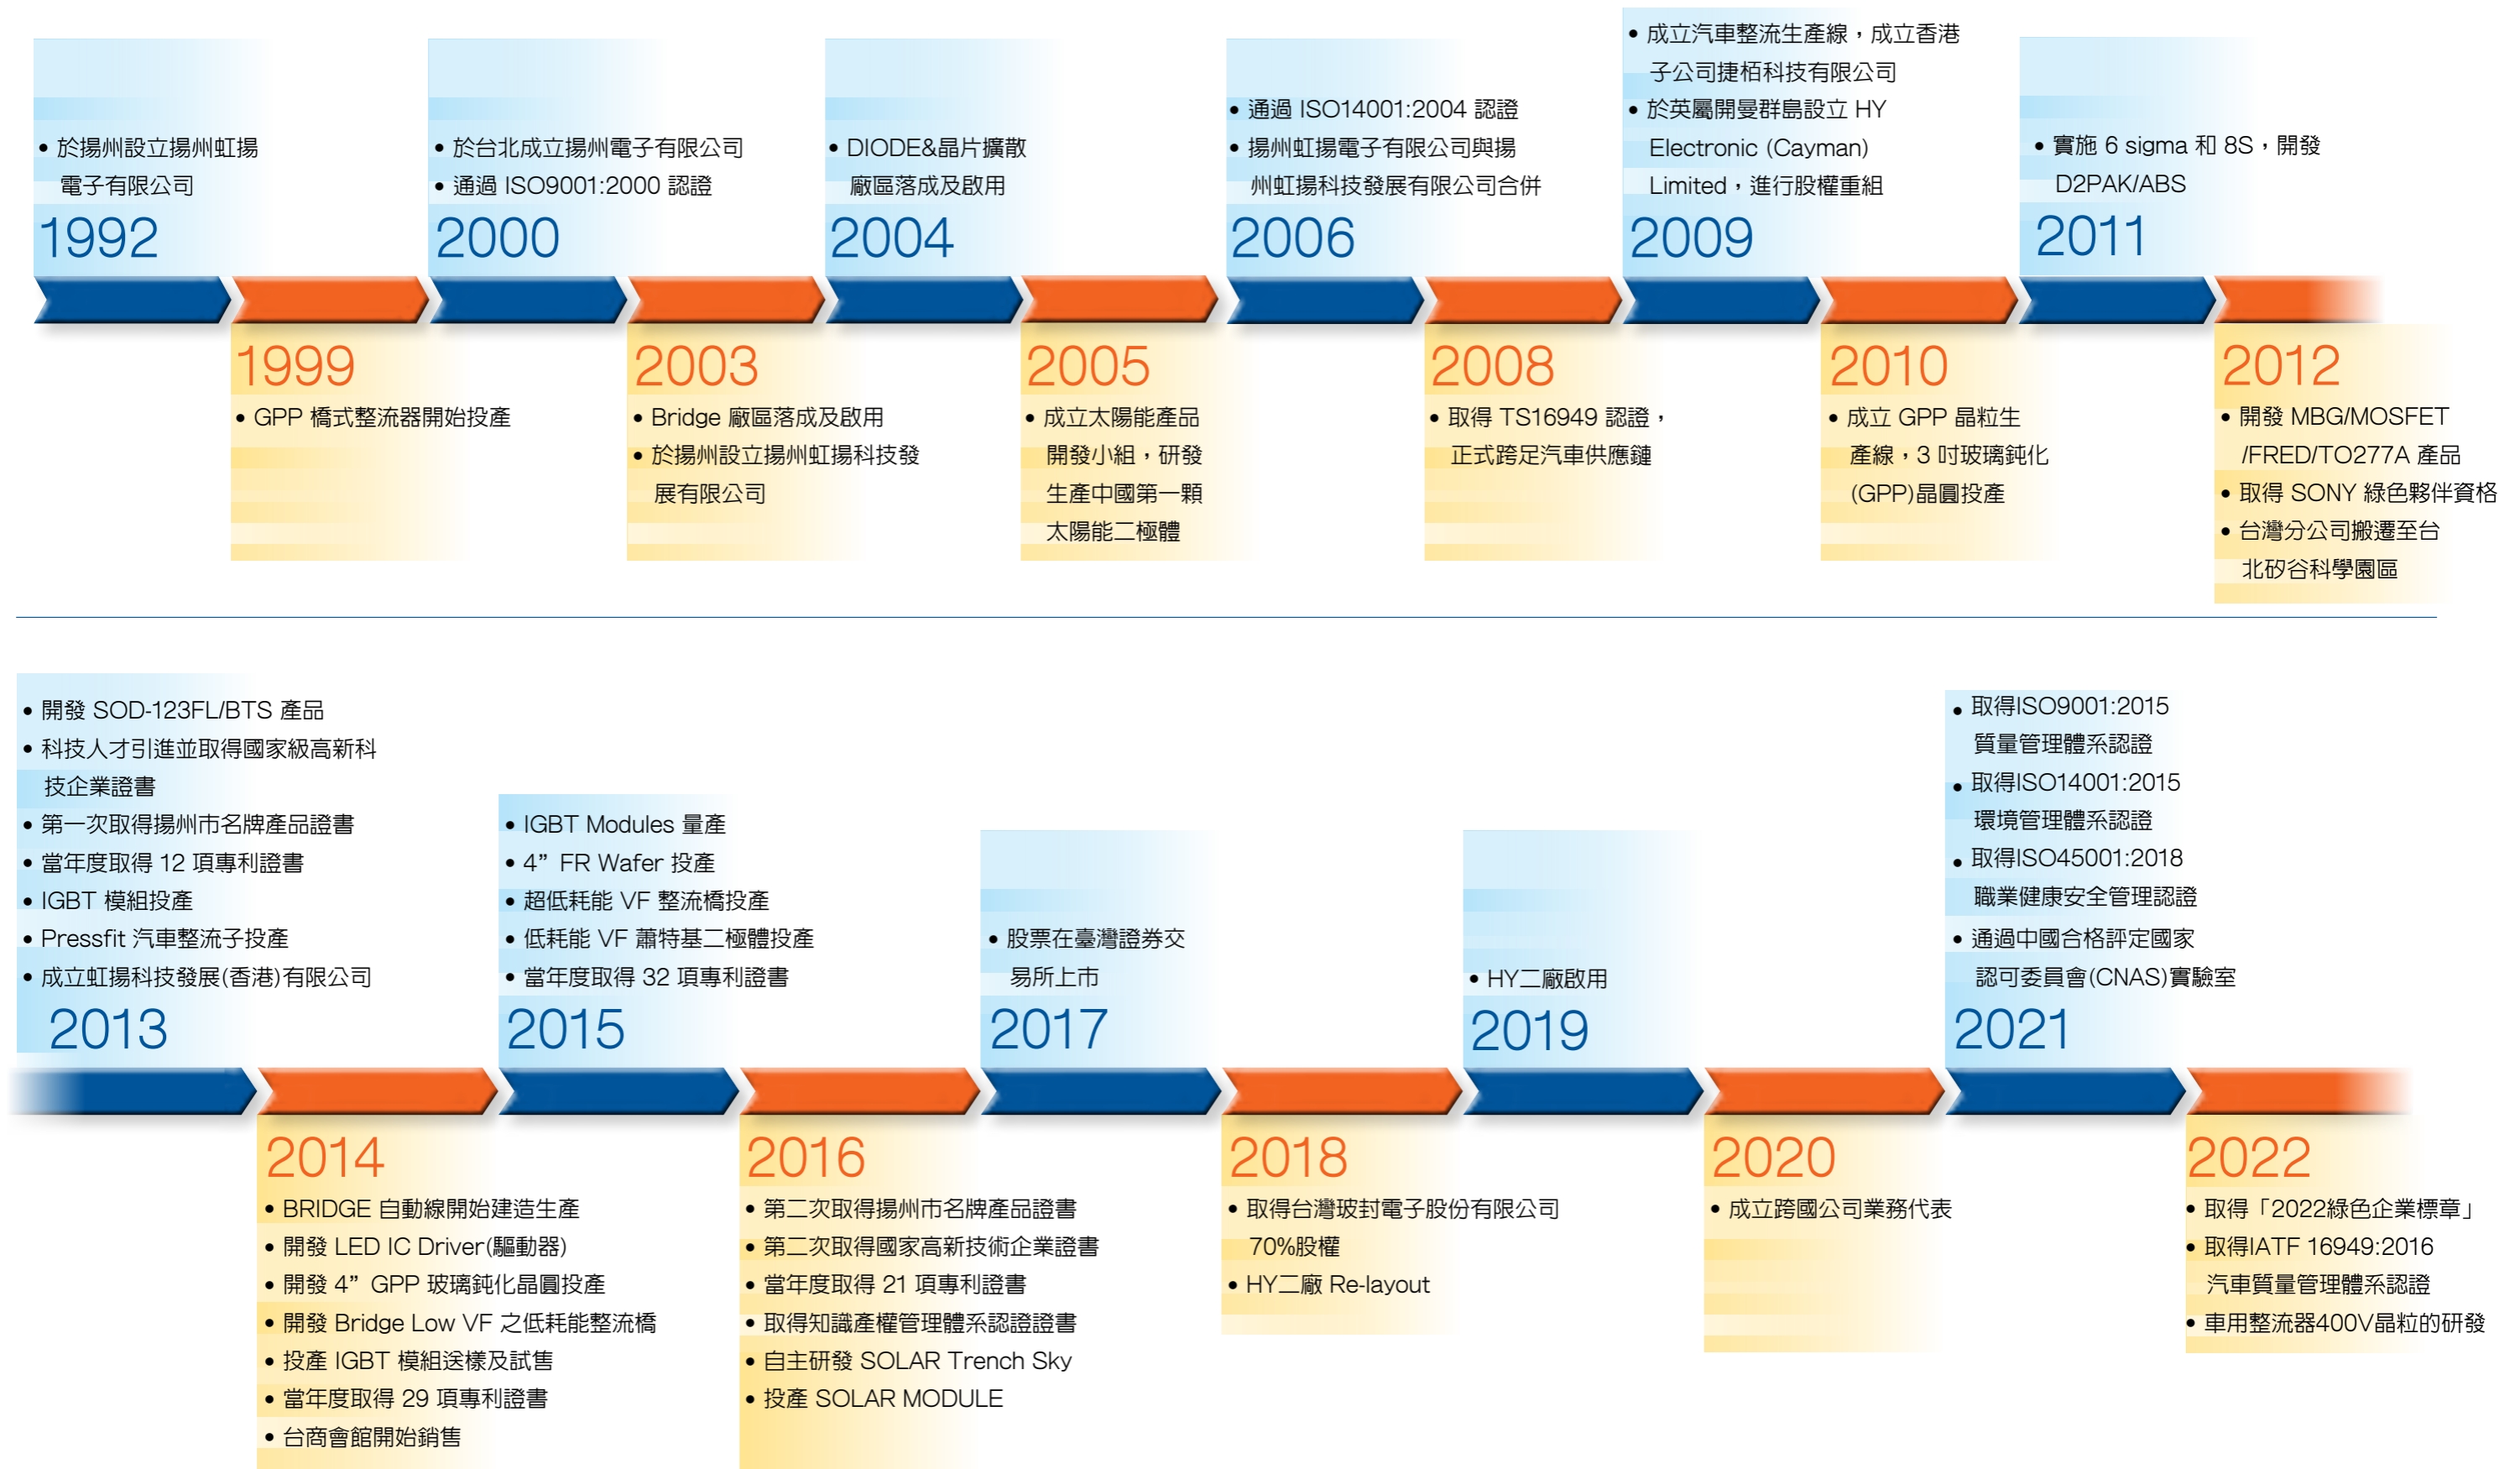 • 於揚州設立揚州虹揚
電子有限公司
1992
1999
• GPP 橋式整流器開始投產
• 於台北成立揚州電子有限公司
• 通過 ISO9001:2000 認證
2000
2003
• Bridge 廠區落成及啟用
• 於揚州設立揚州虹揚科技發
展有限公司
• DIODE&晶片擴散
廠區落成及啟用
2004
2005
• 成立太陽能產品
開發小組，研發
生產中國第一顆
太陽能二極體
• 通過 ISO14001:2004 認證
• 揚州虹揚電子有限公司與揚
州虹揚科技發展有限公司合併
2006
2008
• 取得 TS16949 認證，
正式跨足汽車供應鏈
• 成立汽車整流生產線，成立香港
子公司捷栢科技有限公司
• 於英屬開曼群島設立 HY
Electronic (Cayman)
Limited，進行股權重組
2009
2010
• 成立 GPP 晶粒生
產線，3 吋玻璃鈍化
(GPP)晶圓投產
• 實施 6 sigma 和 8S，開發
D2PAK/ABS
2011
2012
• 開發 MBG/MOSFET
/FRED/TO277A 產品
• 取得 SONY 綠色夥伴資格
• 台灣分公司搬遷至台
北矽谷科學園區
• 開發 SOD-123FL/BTS 產品
• 科技人才引進並取得國家級高新科
技企業證書
• 第一次取得揚州市名牌產品證書
• 當年度取得 12 項專利證書
• IGBT 模組投產
• Pressfit 汽車整流子投產
• 成立虹揚科技發展(香港)有限公司
2013
2014
• BRIDGE 自動線開始建造生產
• 開發 LED IC Driver(驅動器)
• 開發 4” GPP 玻璃鈍化晶圓投產
• 開發 Bridge Low VF 之低耗能整流橋
• 投產 IGBT 模組送樣及試售
• 當年度取得 29 項專利證書
• 台商會館開始銷售
• IGBT Modules 量產
• 4” FR Wafer 投產
• 超低耗能 VF 整流橋投產
• 低耗能 VF 蕭特基二極體投產
• 當年度取得 32 項專利證書
2015
2016
• 第二次取得揚州市名牌產品證書
• 第二次取得國家高新技術企業證書
• 當年度取得 21 項專利證書
• 取得知識產權管理體系認證證書
• 自主研發 SOLAR Trench Sky
• 投產 SOLAR MODULE
• 股票在臺灣證券交
易所上市
2017
2018
• 取得台灣玻封電子股份有限公司
70%股權
• HY二廠 Re-layout
• HY二廠啟用
2019
2020
• 成立跨國公司業務代表
• 取得ISO9001:2015
質量管理體系認證
• 取得ISO14001:2015
環境管理體系認證
• 取得ISO45001:2018
職業健康安全管理認證
• 通過中國合格評定國家
認可委員會(CNAS)實驗室
2021
2022
• 取得「2022綠色企業標章」
• 取得IATF 16949:2016
汽車質量管理體系認證
• 車用整流器400V晶粒的研發